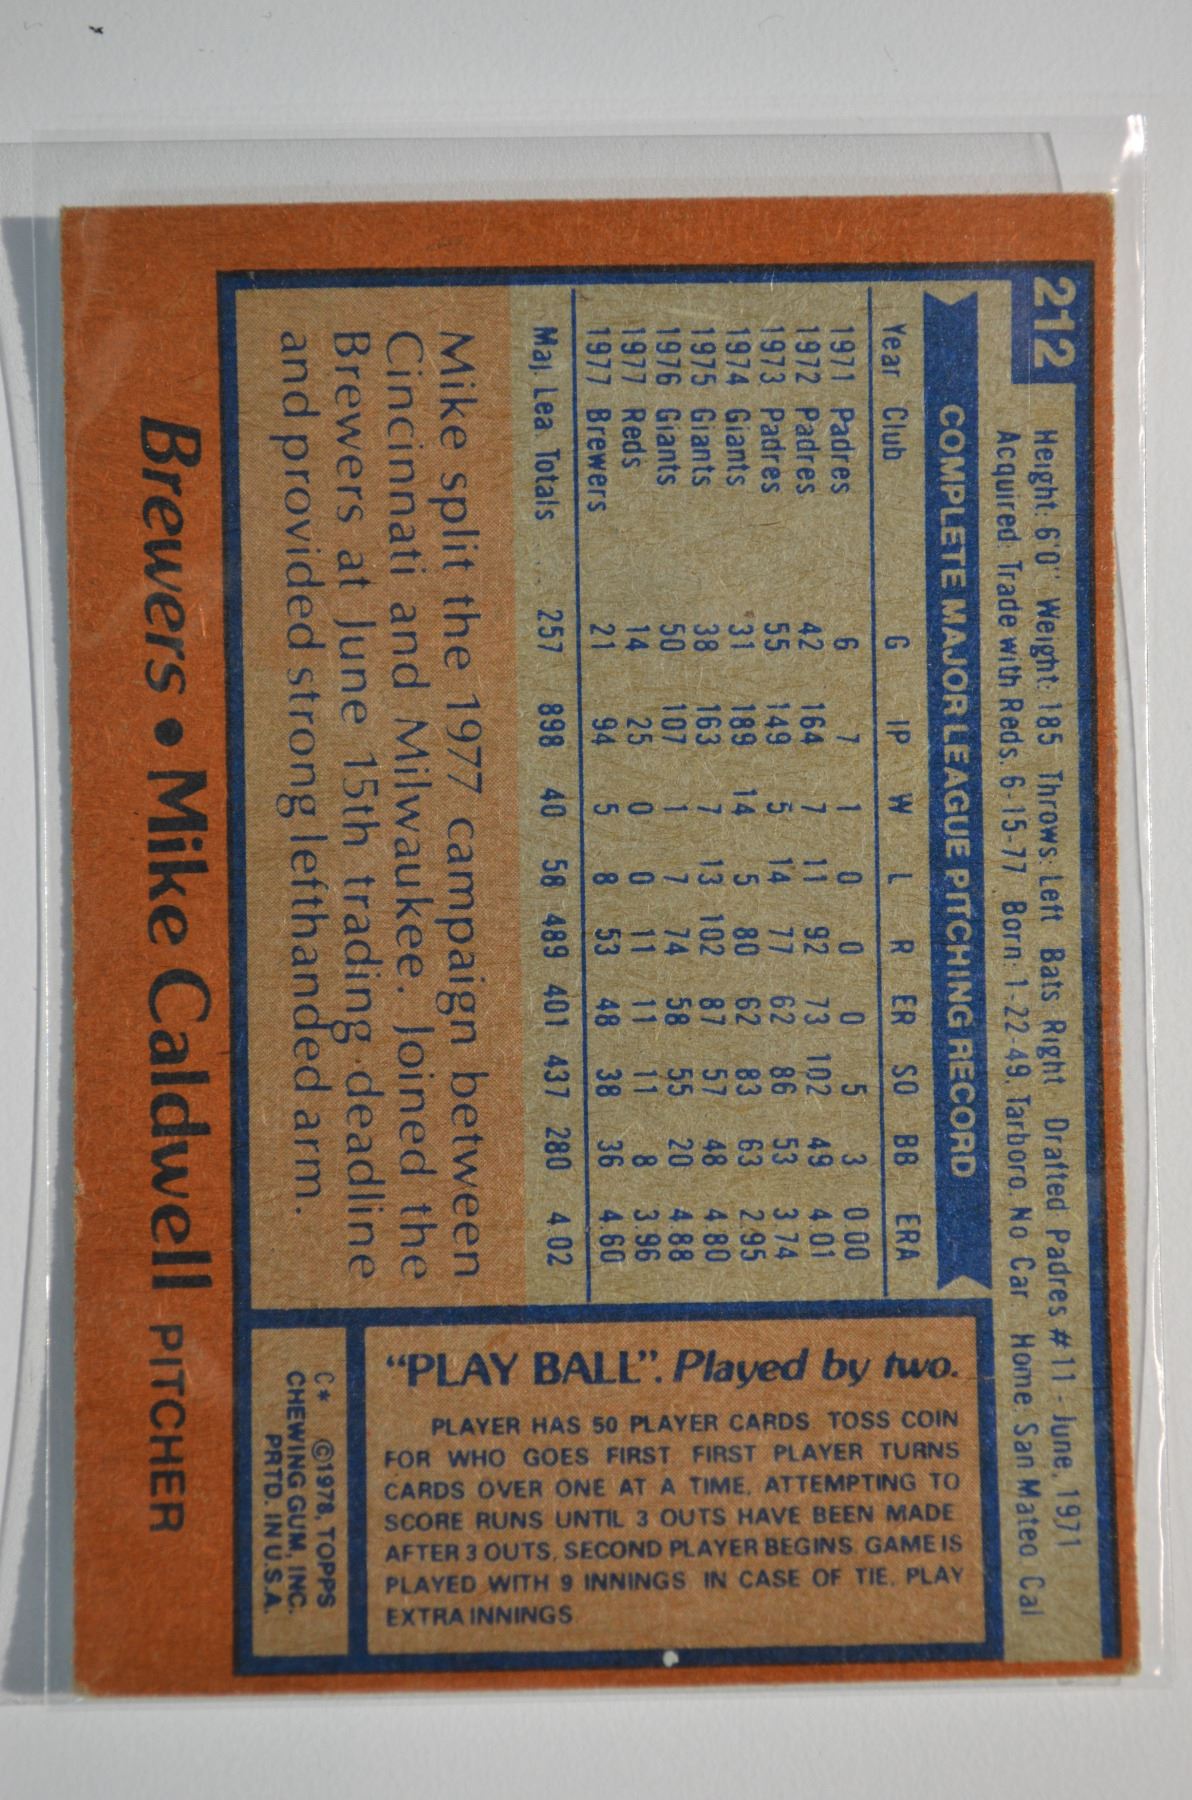 212
Height: 6'0" Weight: 185 Throws: Left Bats: Right Drafted Padres #11 - June, 1971
Acquired: Trade with Reds, 6-15-77 Born: 1-22-49, Tarboro, No. Car. Home: San Mateo, Cal
COMPLETE MAJOR LEAGUE PITCHING RECORD
Year Club G IP W L R ER SO BB ERA
1971 Padres 6 7 1 0 0 0 5 3 0.00
1972 Padres 42 164 7 11 92 73 102 49 4.01
1973 Padres 55 149 5 14 77 62 86 53 3.74
1974 Giants 31 189 14 5 80 62 83 63 2.95
1975 Giants 38 163 7 13 102 87 57 48 4.80
1976 Giants 50 107 1 7 74 58 55 20 4.88
1977 Reds 14 25 0 0 11 11 11 8 3.96
1977 Brewers 21 94 5 8 53 48 38 36 4.60
Maj. Lea. Totals 257 898 40 58 489 401 437 280 4.02
Mike split the 1977 campaign between
Cincinnati and Milwaukee. Joined the
Brewers at June 15th trading deadline
and provided strong lefthanded arm.
Brewers • Mike Caldwell PITCHER
"PLAY BALL". Played by two.
PLAYER HAS 50 PLAYER CARDS. TOSS COIN
FOR WHO GOES FIRST. FIRST PLAYER TURNS
CARDS OVER ONE AT A TIME, ATTEMPTING TO
SCORE RUNS UNTIL 3 OUTS HAVE BEEN MADE.
AFTER 3 OUTS, SECOND PLAYER BEGINS. GAME IS
PLAYED WITH 9 INNINGS. IN CASE OF TIE, PLAY
EXTRA INNINGS.
C* ©1978, TOPPS
CHEWING GUM, INC.
PRTD. IN U.S.A.